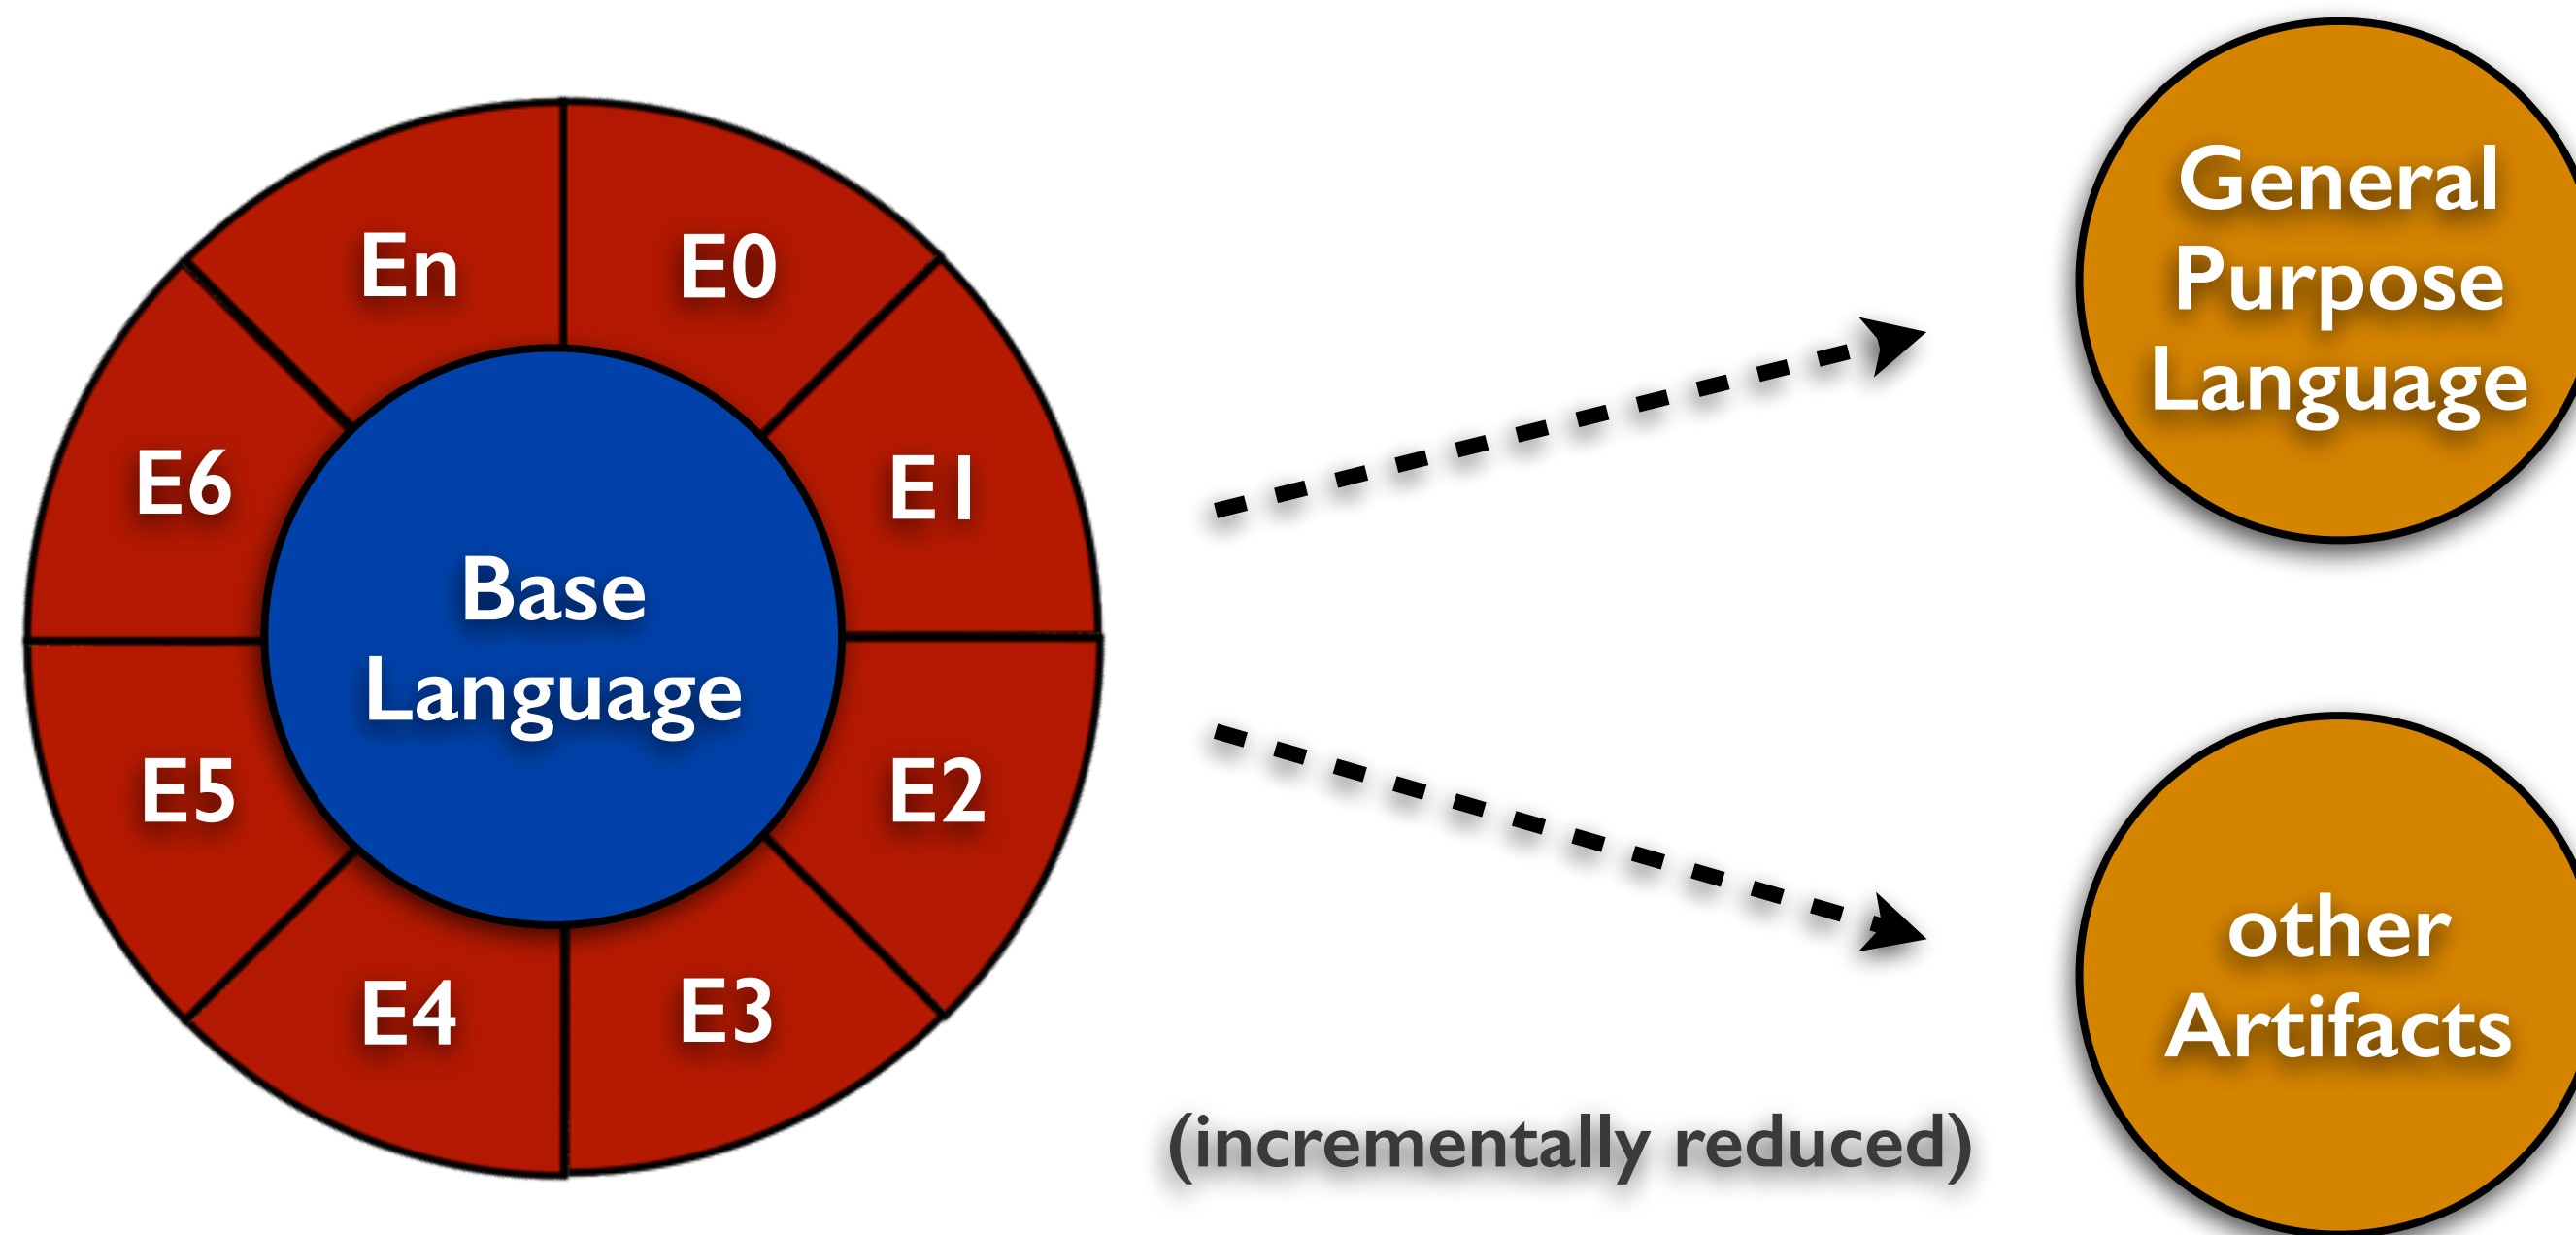 En
E0
E6
E1
Base
Language
E5
E2
E4
E3
General
Purpose
Language
other
Artifacts
(incrementally reduced)